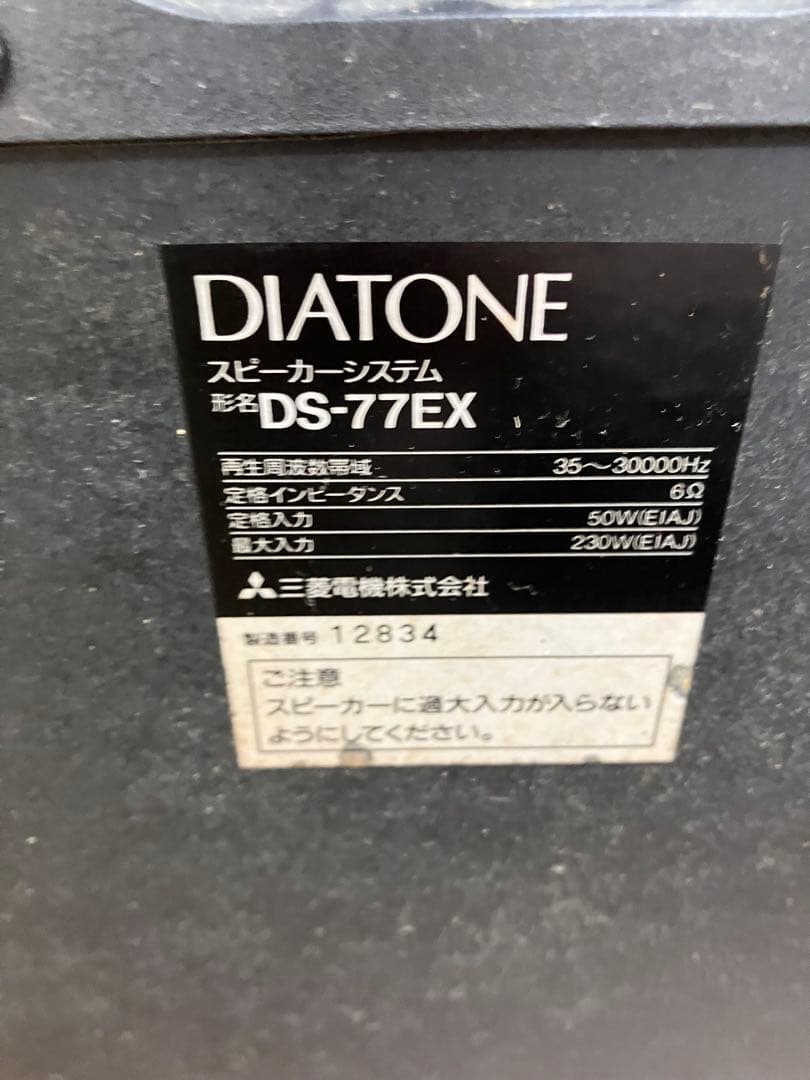 DIATONE
スピーカーシステム
形名DS-77EX
再生周波数帯域 35〜30000Hz
定格インピーダンス 6Ω
定格入力 50W(EIAJ)
最大入力 230W(EIAJ)
三菱電機株式会社
製造番号 12834
ご注意
スピーカーに過大入力が入らない
ようにしてください。